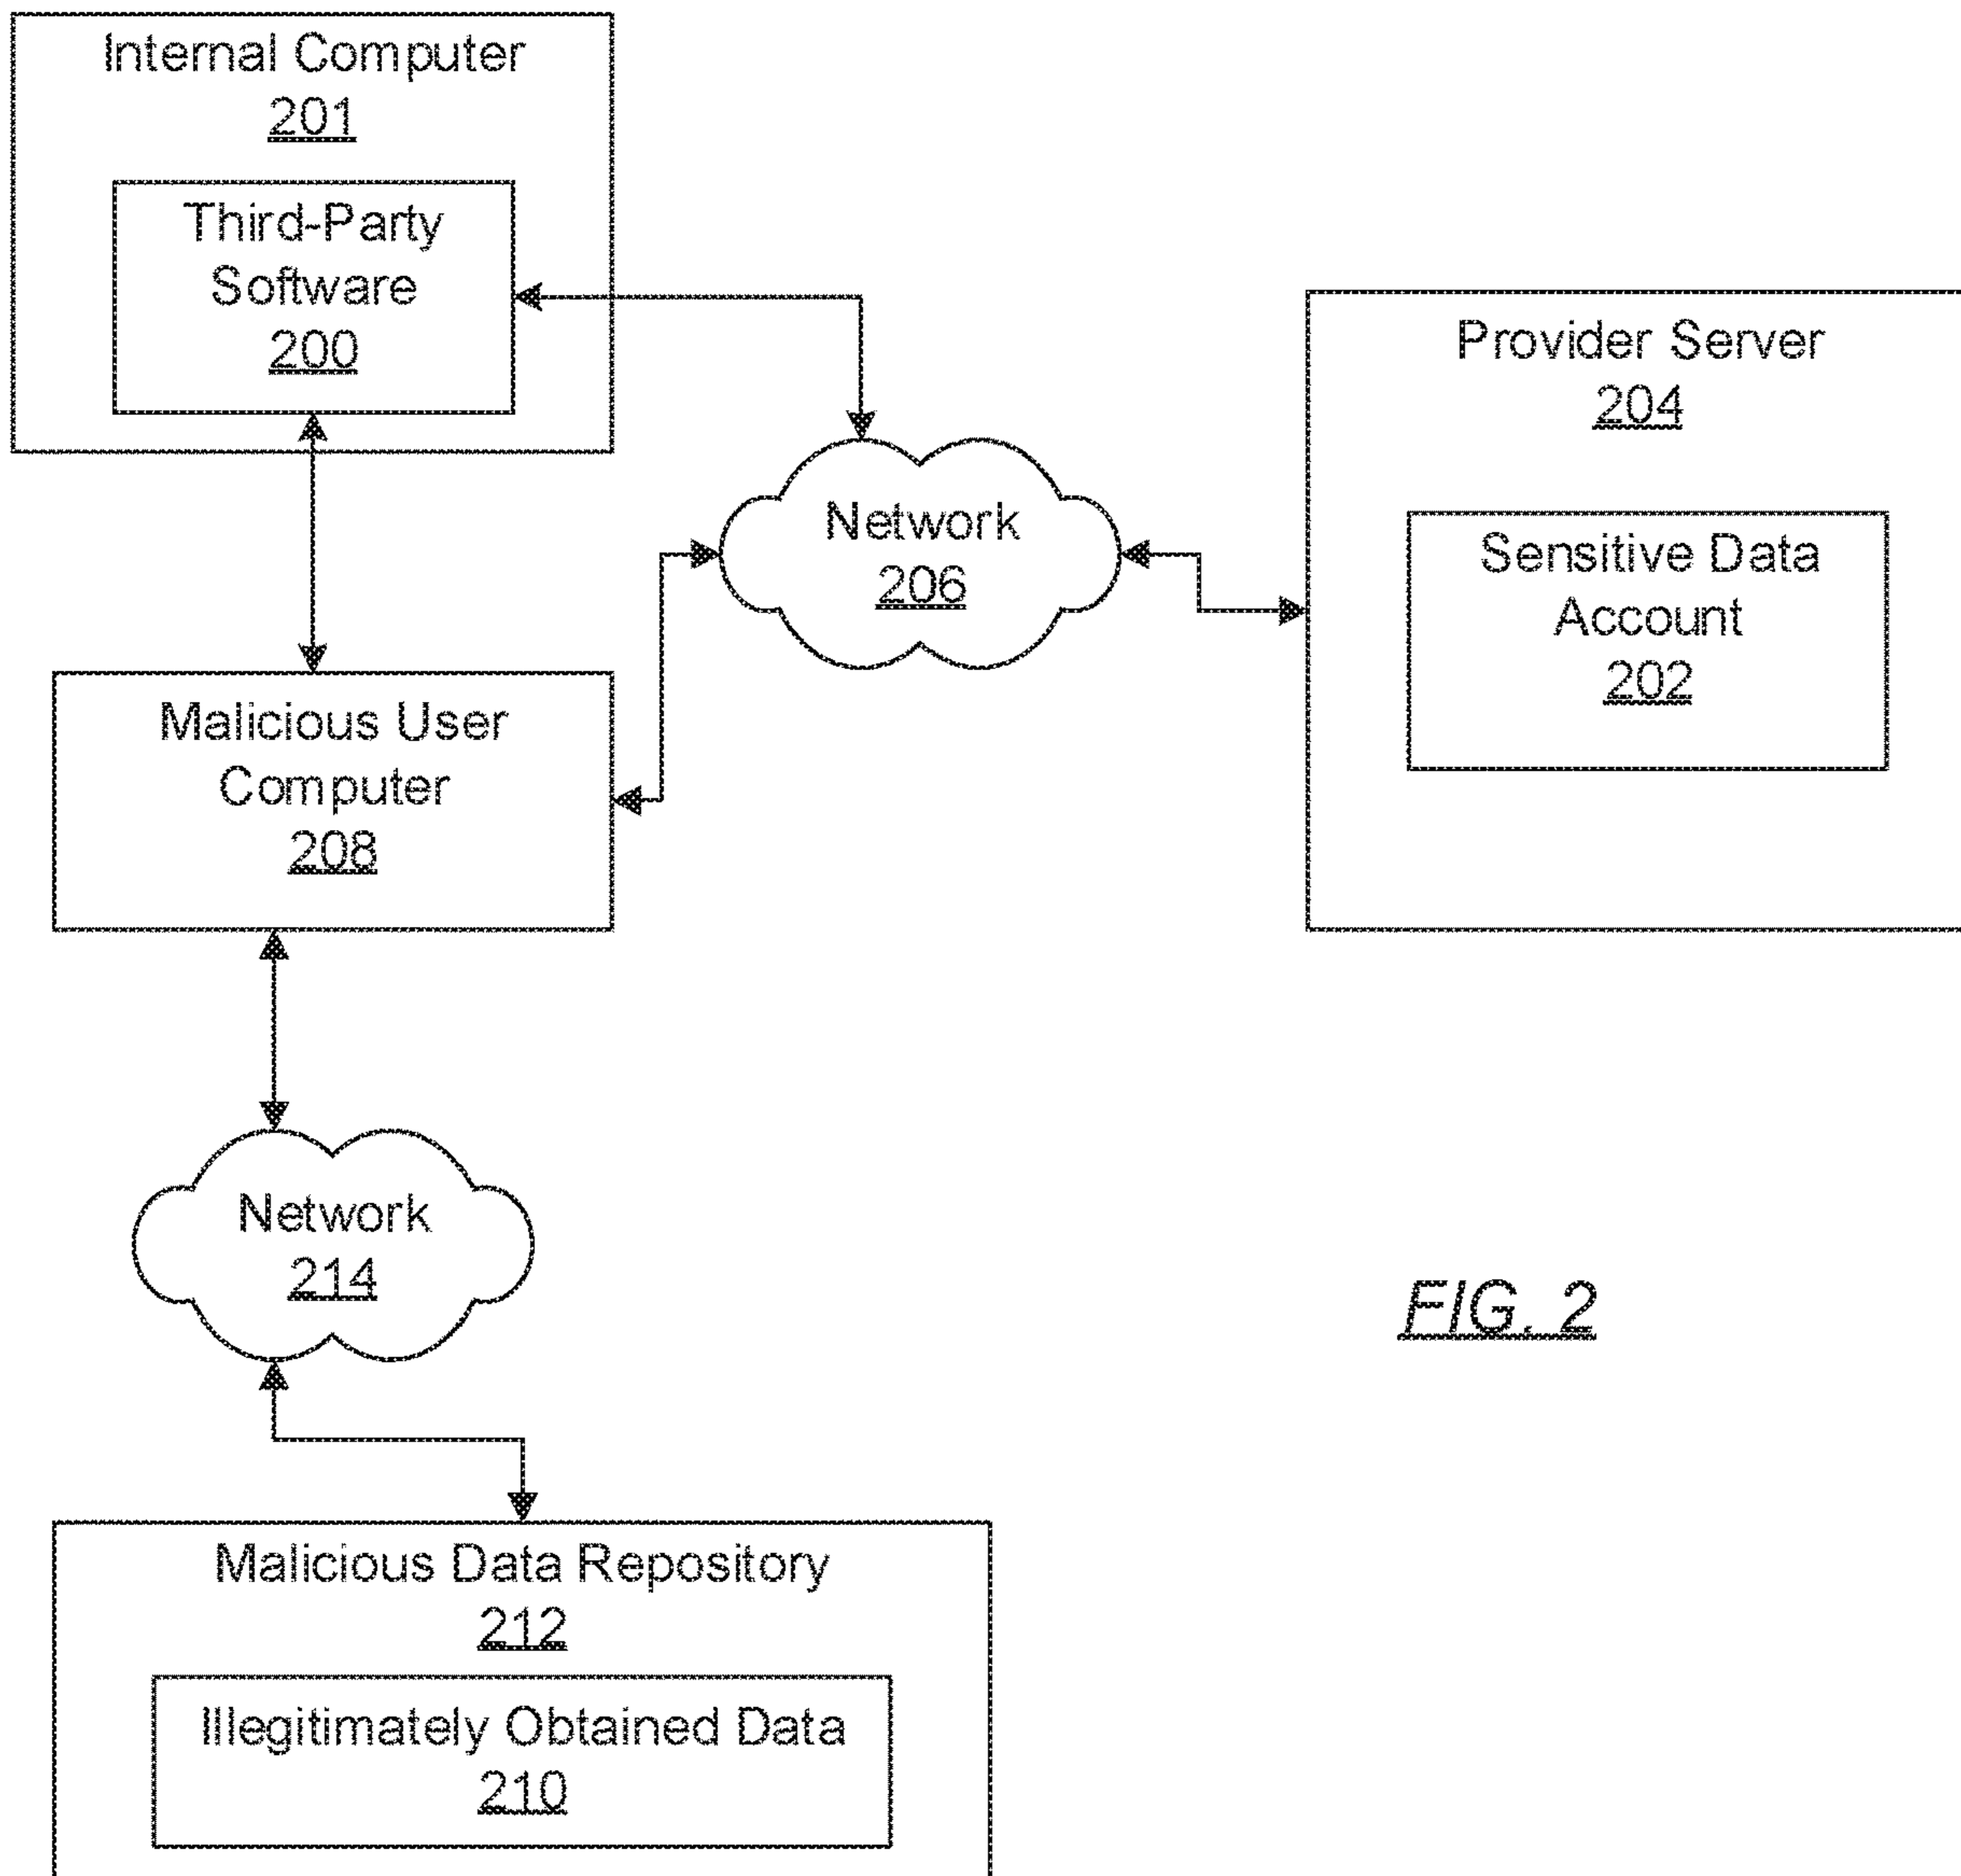 Internal Computer
201
Third-Party
Software
200
Provider Server
204
Network
206
Sensitive Data
Account
202
Malicious User
Computer
208
Network
214
FIG. 2
Malicious Data Repository
212
Illegitimately Obtained Data
210